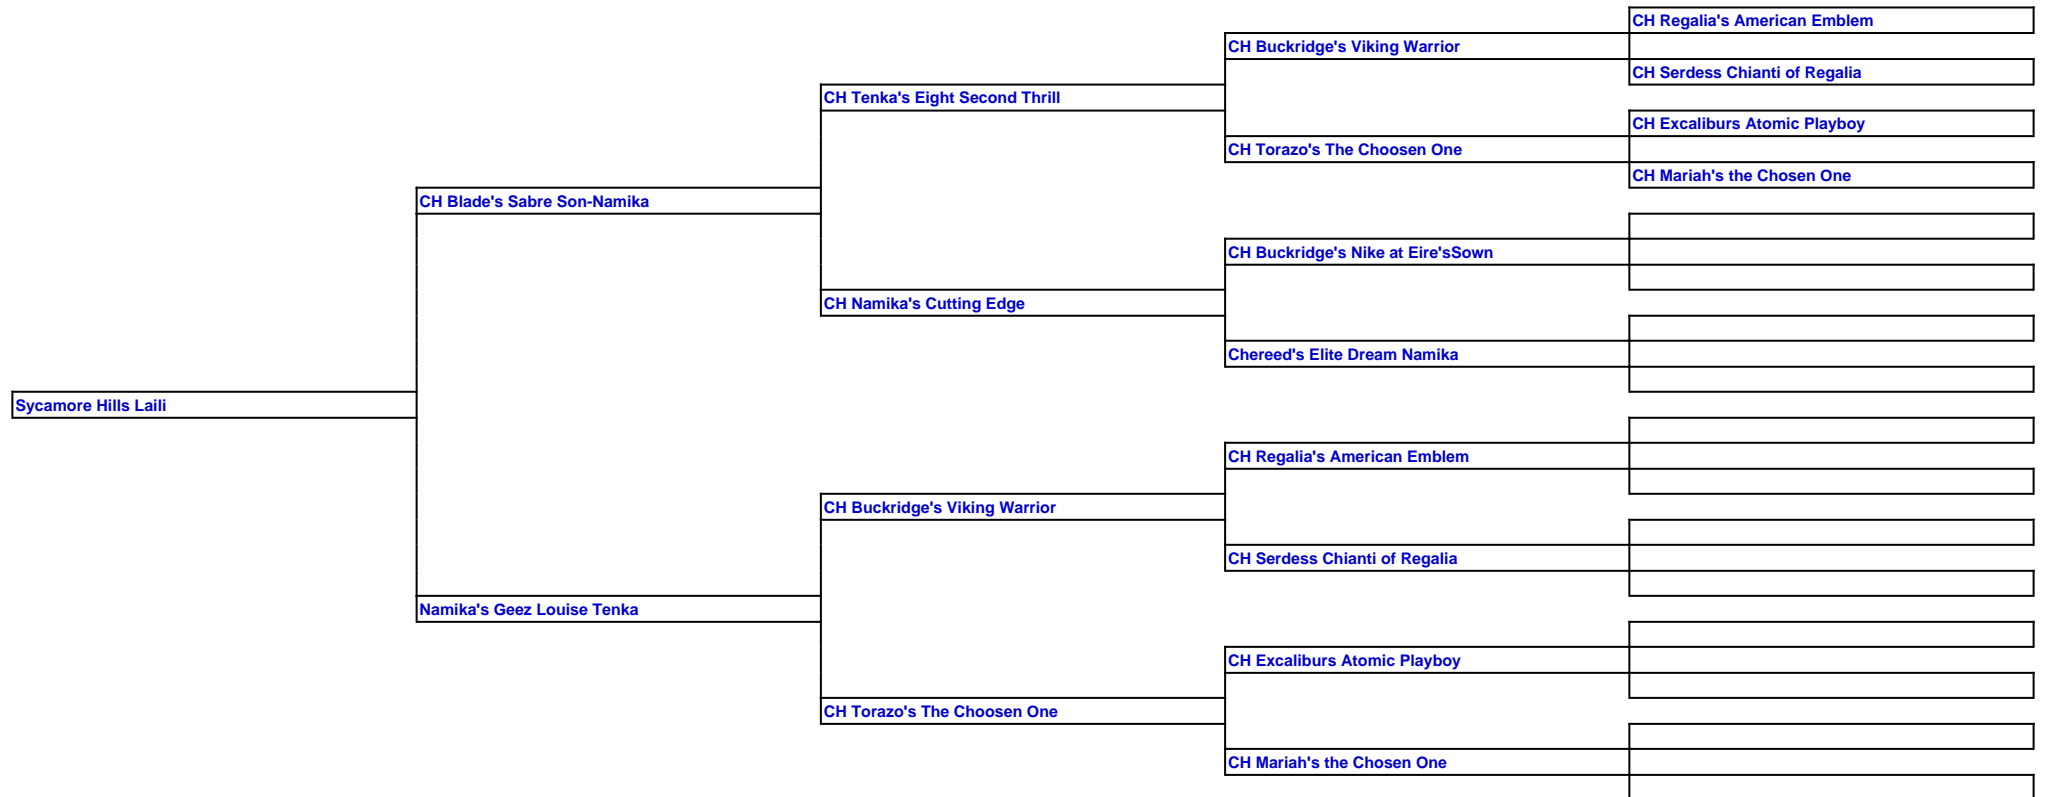 CH Regalia's American Emblem
CH Buckridge's Viking Warrior
CH Serdess Chianti of Regalia
CH Tenka's Eight Second Thrill
CH Excaliburs Atomic Playboy
CH Torazo's The Choosen One
CH Mariah's the Chosen One
CH Blade's Sabre Son-Namika
CH Buckridge's Nike at Eire'sSown
CH Namika's Cutting Edge
Chereed's Elite Dream Namika
Sycamore Hills Laili
CH Regalia's American Emblem
CH Buckridge's Viking Warrior
CH Serdess Chianti of Regalia
Namika's Geez Louise Tenka
CH Excaliburs Atomic Playboy
CH Torazo's The Choosen One
CH Mariah's the Chosen One